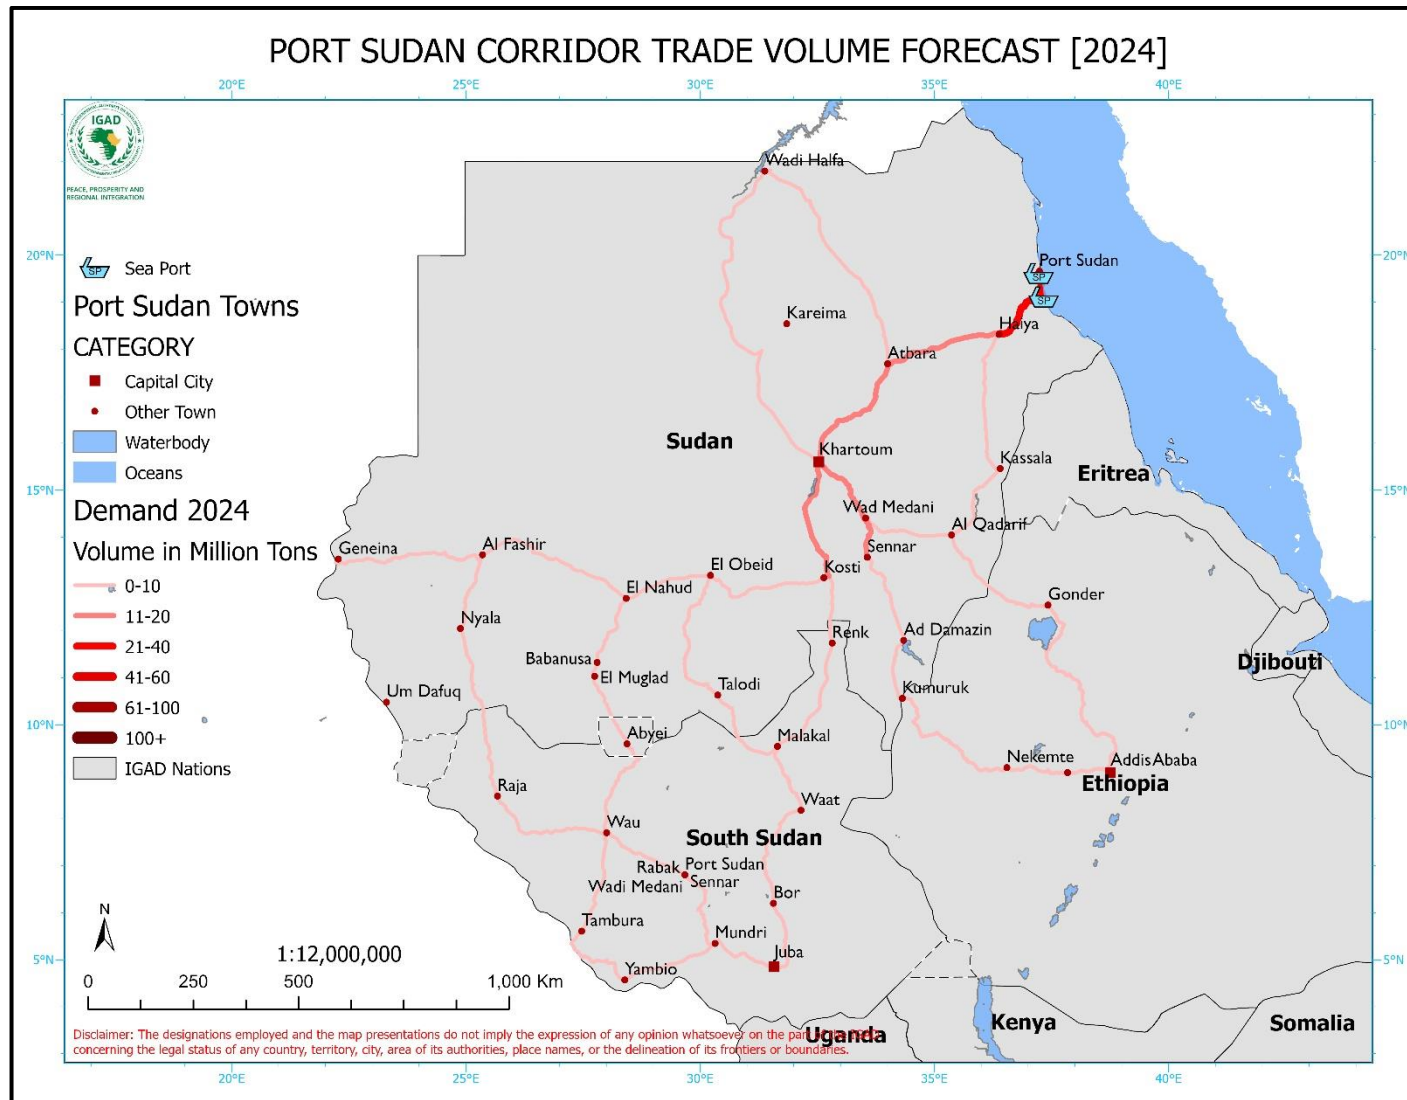 PORT SUDAN CORRIDOR TRADE VOLUME FORECAST [2024]
20°E 25°E 30°E 35°E 40°E
IGAD
PEACE, PROSPERITY AND
REGIONAL INTEGRATION
Wadi Halfa
20°N 20°N
Port Sudan
SP
SP
Sea Port
SP
Port Sudan Towns
Kareima
Haiya
CATEGORY
Atbara
Capital City
Other Town
Waterbody
Oceans
Sudan
Khartoum
Kassala
Eritrea
15°N 15°N
Demand 2024
Volume in Million Tons
0-10
11-20
21-40
41-60
61-100
100+
IGAD Nations
Wad Medani
Al Qadarif
Sennar
Geneina
Al Fashir
El Obeid
Kosti
El Nahud
Gonder
Nyala
Renk
Ad Damazin
Babanusa
El Muglad
Djibouti
Um Dafuq
Talodi
Kumuruk
10°N 10°N
Abyei
Malakal
Nekemte
Addis Ababa
Ethiopia
Raja
Waat
Wau
South Sudan
Rabak
Port Sudan
Wadi Medani
Sennar
Bor
Tambura
Mundri
Juba
Yambio
5°N 5°N
N
1:12,000,000
0 250 500 1,000 Km
Uganda
Kenya
Somalia
Disclaimer: The designations employed and the map presentations do not imply the expression of any opinion whatsoever on the part of the
concerning the legal status of any country, territory, city, area of its authorities, place names, or the delineation of its frontiers or boundaries.
20°E 25°E 30°E 35°E 40°E